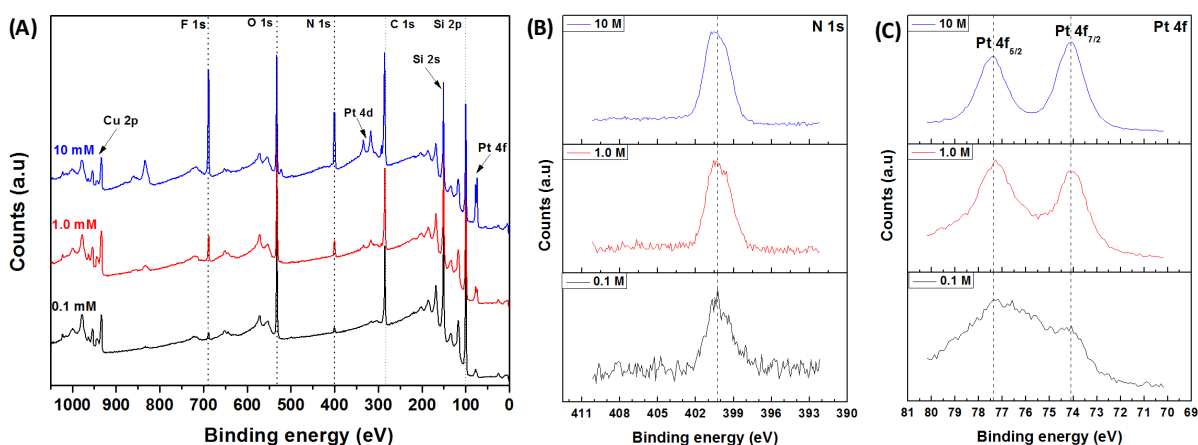 (A)
F 1s
O 1s
N 1s
C 1s
Si 2p
Si 2s
Pt 4d
Cu 2p
Pt 4f
10 mM
1.0 mM
0.1 mM
Counts (a.u)
1000 900 800 700 600 500 400 300 200 100 0
Binding energy (eV)
(B)
N 1s
10 M
1.0 M
0.1 M
Counts (a.u)
411 408 405 402 399 396 393 390
Binding energy (eV)
(C)
Pt 4f
10 M
Pt 4f5/2
Pt 4f7/2
1.0 M
0.1 M
Counts (a.u)
81 80 79 78 77 76 75 74 73 72 71 70 69
Binding energy (eV)